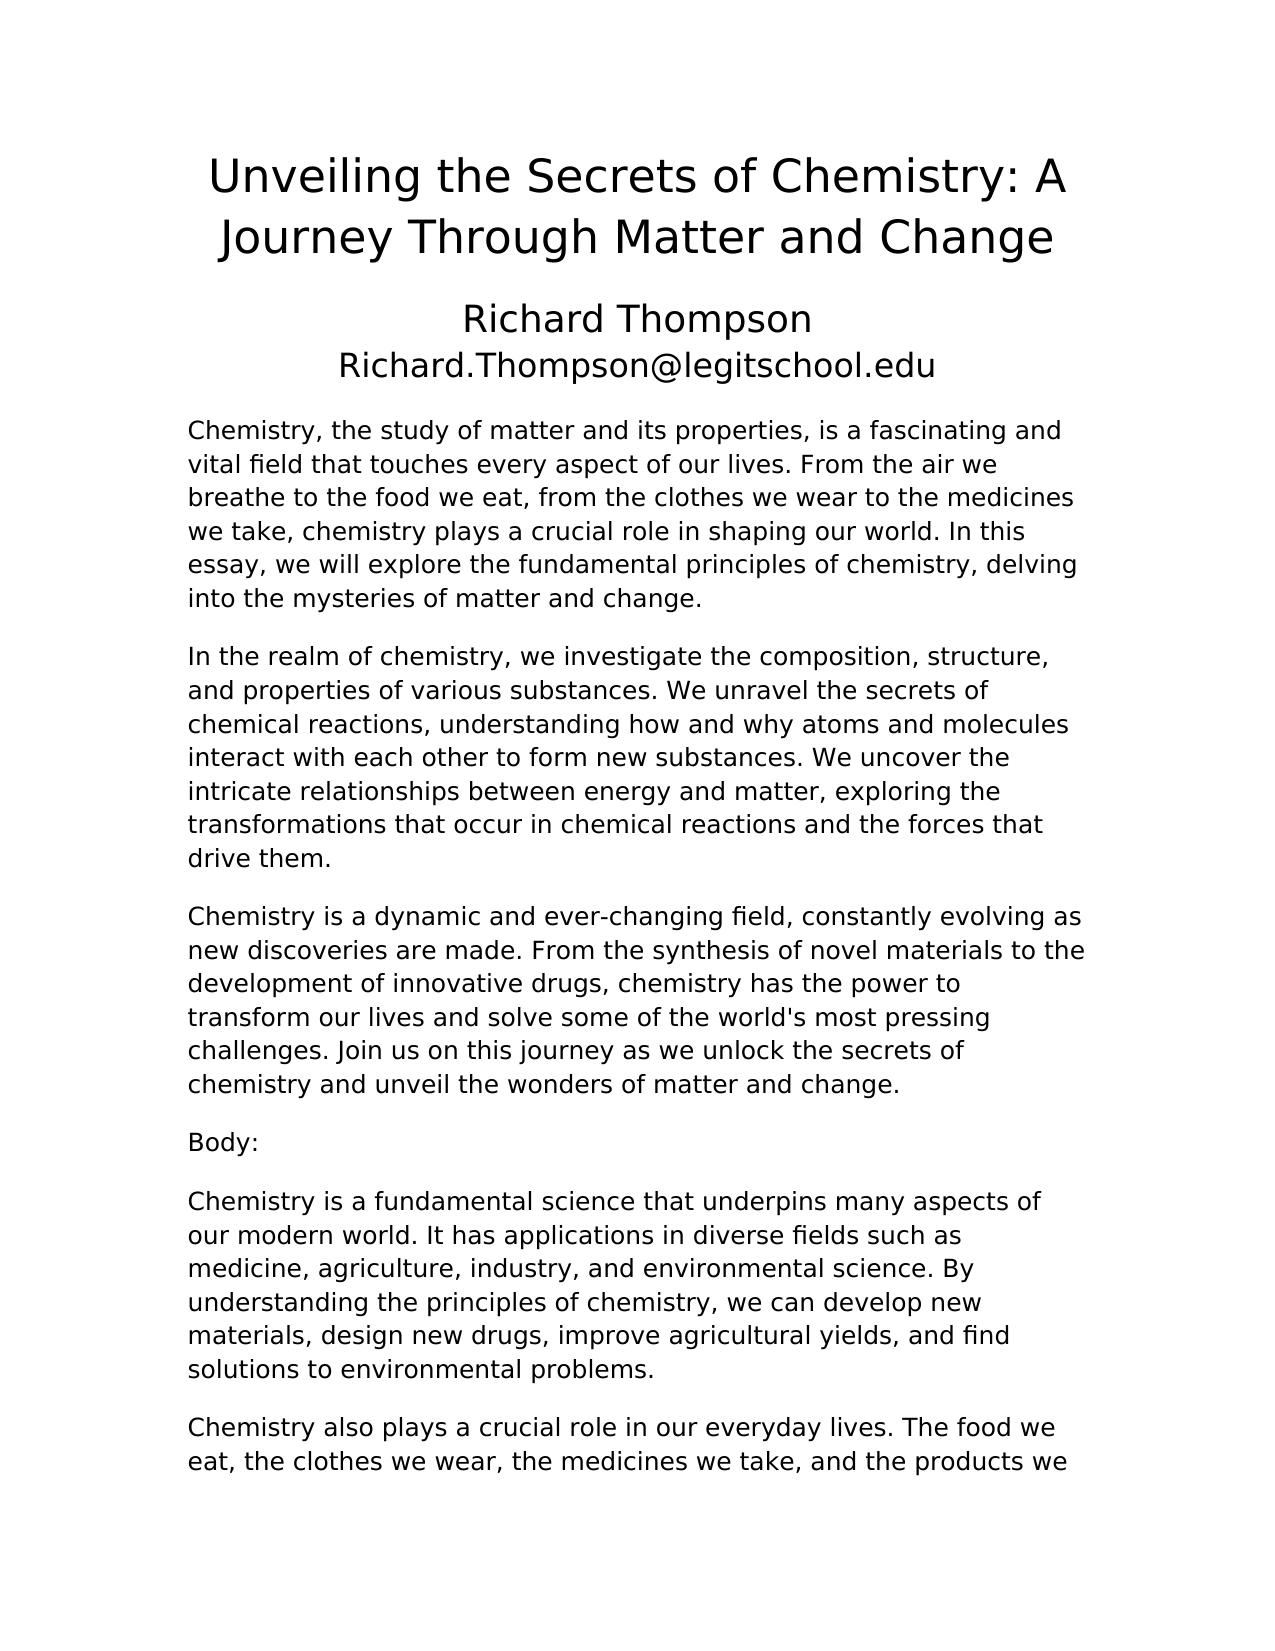 Unveiling the Secrets of Chemistry: A
Journey Through Matter and Change
Richard Thompson
Richard.Thompson@legitschool.edu
Chemistry, the study of matter and its properties, is a fascinating and
vital field that touches every aspect of our lives. From the air we
breathe to the food we eat, from the clothes we wear to the medicines
we take, chemistry plays a crucial role in shaping our world. In this
essay, we will explore the fundamental principles of chemistry, delving
into the mysteries of matter and change.
In the realm of chemistry, we investigate the composition, structure,
and properties of various substances. We unravel the secrets of
chemical reactions, understanding how and why atoms and molecules
interact with each other to form new substances. We uncover the
intricate relationships between energy and matter, exploring the
transformations that occur in chemical reactions and the forces that
drive them.
Chemistry is a dynamic and ever-changing field, constantly evolving as
new discoveries are made. From the synthesis of novel materials to the
development of innovative drugs, chemistry has the power to
transform our lives and solve some of the world's most pressing
challenges. Join us on this journey as we unlock the secrets of
chemistry and unveil the wonders of matter and change.
Body:
Chemistry is a fundamental science that underpins many aspects of
our modern world. It has applications in diverse fields such as
medicine, agriculture, industry, and environmental science. By
understanding the principles of chemistry, we can develop new
materials, design new drugs, improve agricultural yields, and find
solutions to environmental problems.
Chemistry also plays a crucial role in our everyday lives. The food we
eat, the clothes we wear, the medicines we take, and the products we